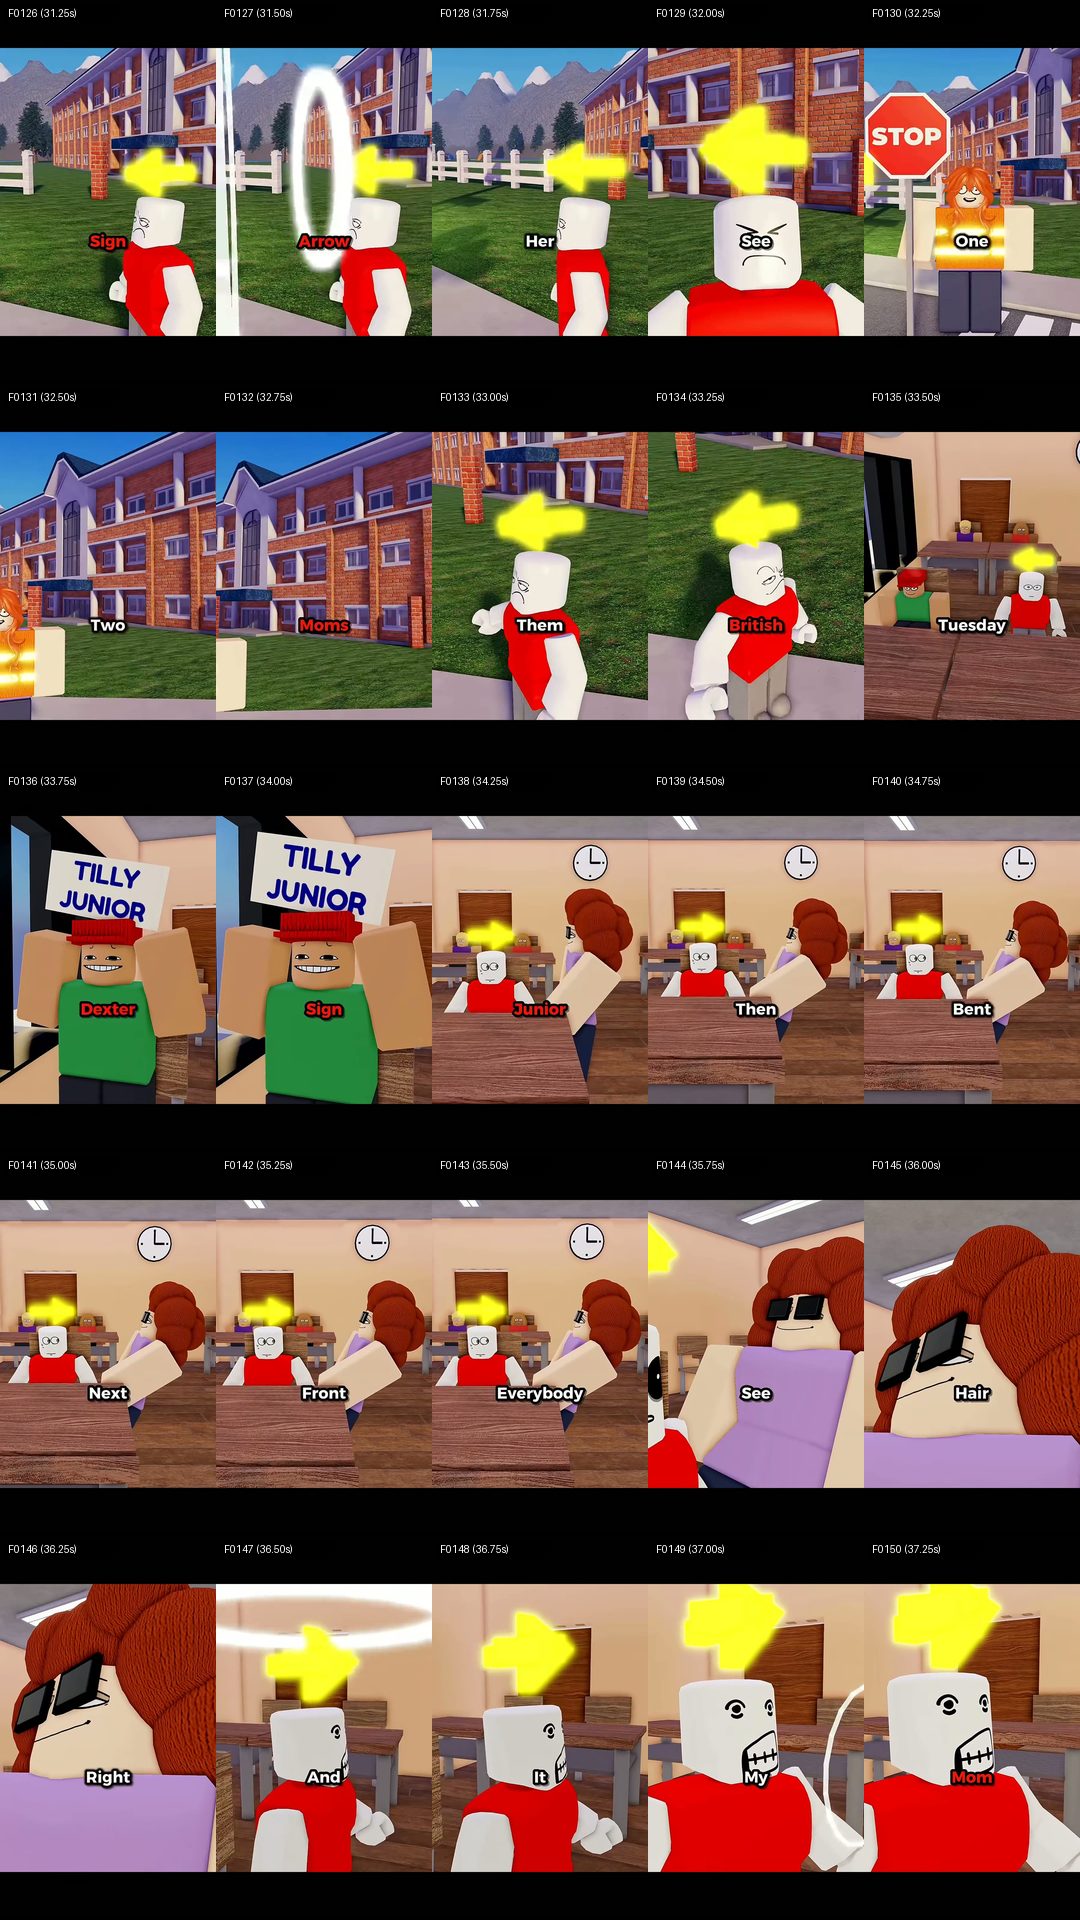 F0126 (31.25s)
F0127 (31.50s)
F0128 (31.75s)
F0129 (32.00s)
F0130 (32.25s)
Sign
Arrow
Her
See
STOP
One
F0131 (32.50s)
F0132 (32.75s)
F0133 (33.00s)
F0134 (33.25s)
F0135 (33.50s)
Two
Moms
Them
British
Tuesday
F0136 (33.75s)
F0137 (34.00s)
F0138 (34.25s)
F0139 (34.50s)
F0140 (34.75s)
TILLY
JUNIOR
Dexter
TILLY
JUNIOR
Sign
Junior
Then
Bent
F0141 (35.00s)
F0142 (35.25s)
F0143 (35.50s)
F0144 (35.75s)
F0145 (36.00s)
Next
Front
Everybody
See
Hair
F0146 (36.25s)
F0147 (36.50s)
F0148 (36.75s)
F0149 (37.00s)
F0150 (37.25s)
Right
And
It
My
Mom